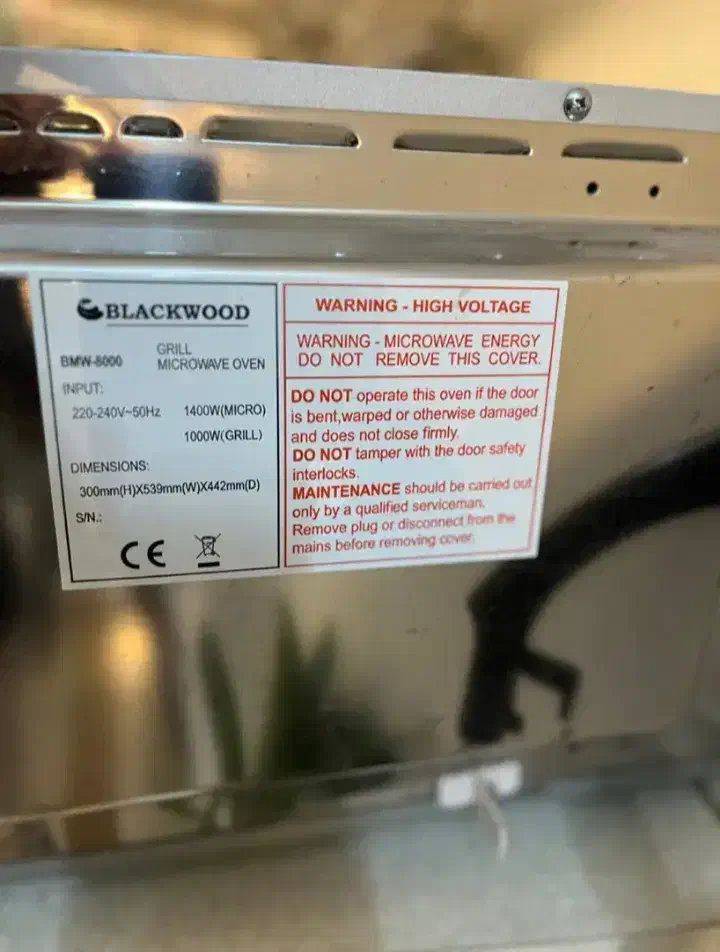 BLACKWOOD
BMW-8000
GRILL
MICROWAVE OVEN
INPUT:
220-240V~50Hz 1400W(MICRO)
1000W(GRILL)
DIMENSIONS:
300mm(H)X539mm(W)X442mm(D)
S/N.:
CE
WARNING - HIGH VOLTAGE
WARNING - MICROWAVE ENERGY
DO NOT REMOVE THIS COVER.
DO NOT operate this oven if the door
is bent,warped or otherwise damaged
and does not close firmly.
DO NOT tamper with the door safety
interlocks.
MAINTENANCE should be carried out
only by a qualified serviceman.
Remove plug or disconnect from the
mains before removing cover.